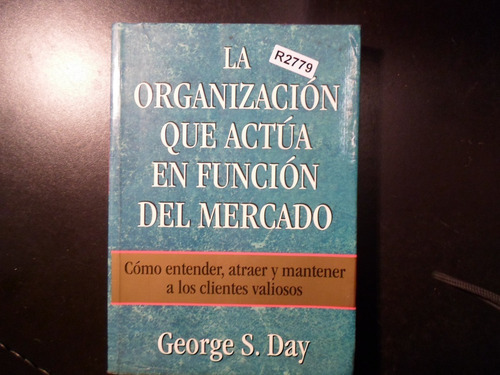 LA
R2779
ORGANIZACIÓN
QUE ACTÚA
EN FUNCIÓN
DEL MERCADO
Cómo entender, atraer y mantener
a los clientes valiosos
George S. Day